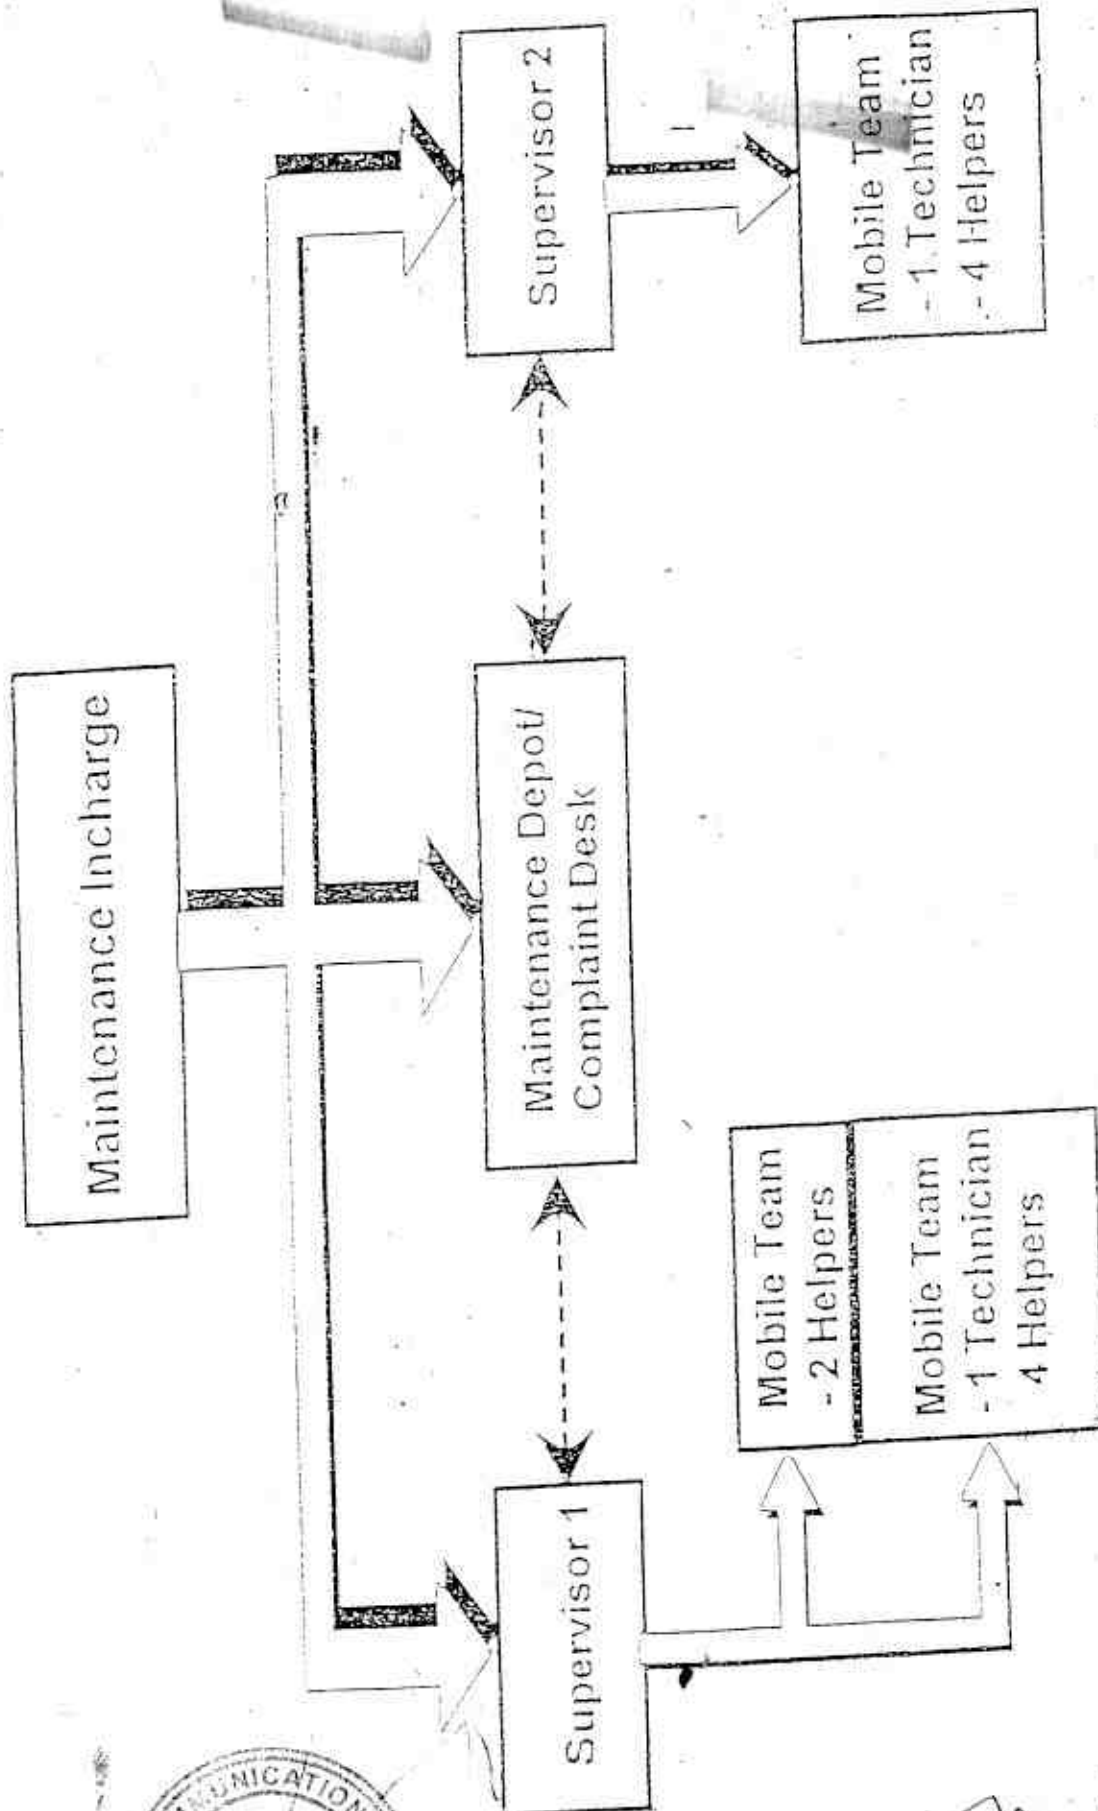 Maintenance Incharge
Supervisor 1
Maintenance Depot/
Complaint Desk
Supervisor 2
Mobile Team
- 2 Helpers
Mobile Team
- 1 Technician
4 Helpers
Mobile Team
- 1 Technician
- 4 Helpers